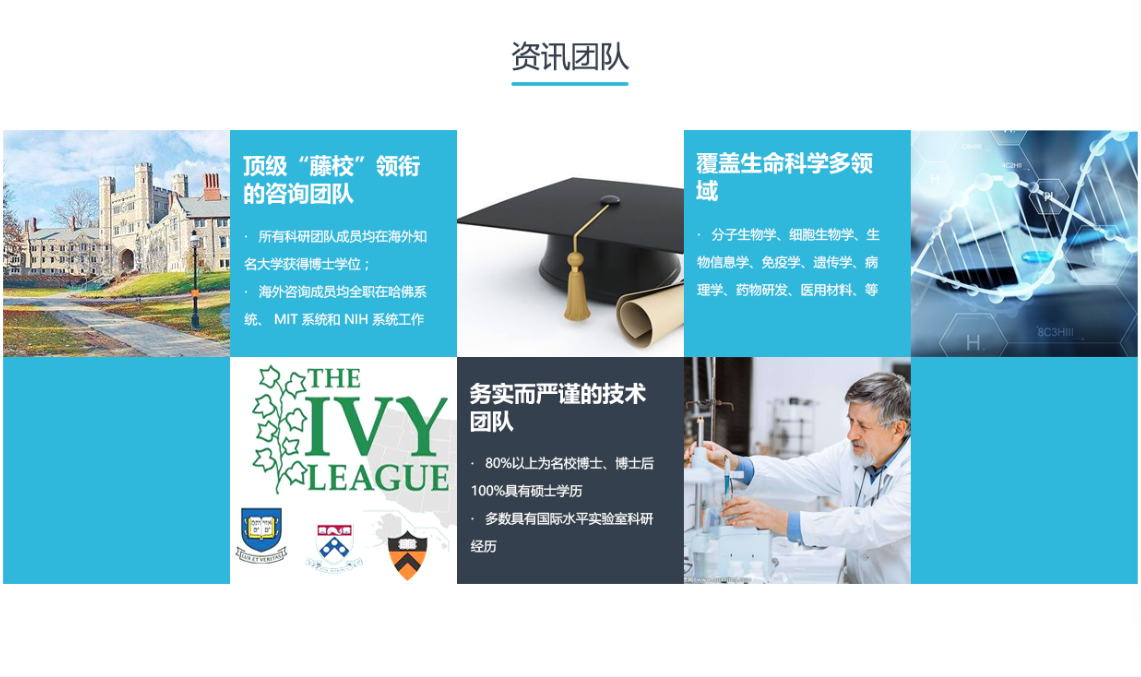 资讯团队
顶级“藤校”领衔
的咨询团队
· 所有科研团队成员均在海外知
名大学获得博士学位；
· 海外咨询成员均全职在哈佛系
统、 MIT 系统和 NIH 系统工作
覆盖生命科学多领
域
· 分子生物学、细胞生物学、生
物信息学、免疫学、遗传学、病
理学、药物研发、医用材料、等
H
H
PI
4C2HII
8C3HIII
H
THE
IVY
LEAGUE
LUX ET VERITAS
务实而严谨的技术
团队
· 80%以上为名校博士、博士后
100%具有硕士学历
· 多数具有国际水平实验室科研
经历